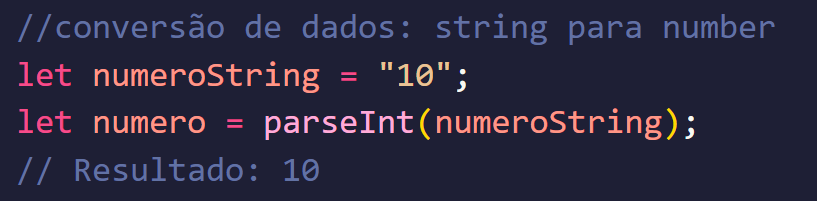 //conversão de dados: string para number
let numeroString = "10";
let numero = parseInt(numeroString);
// Resultado: 10